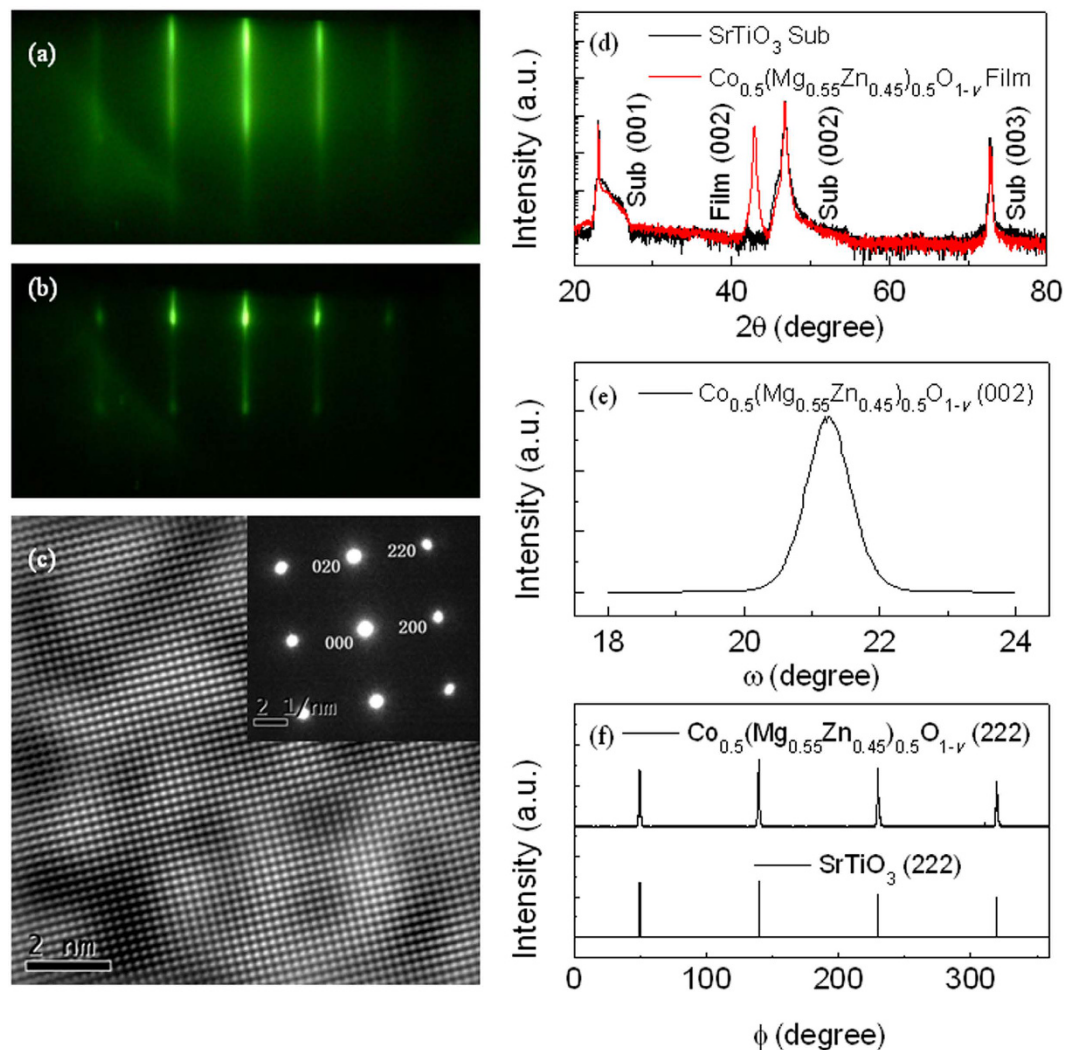 (a)
(b)
(c)
020
220
000
200
2 1/nm
2 nm
(d)
SrTiO₃ Sub
Co₀.₅(Mg₀.₅₅Zn₀.₄₅)₀.₅O₁₋ᵥ Film
Sub (001)
Film (002)
Sub (002)
Sub (003)
Intensity (a.u.)
20 40 60 80
2θ (degree)
(e)
Co₀.₅(Mg₀.₅₅Zn₀.₄₅)₀.₅O₁₋ᵥ (002)
Intensity (a.u.)
18 20 22 24
ω (degree)
(f)
Co₀.₅(Mg₀.₅₅Zn₀.₄₅)₀.₅O₁₋ᵥ (222)
SrTiO₃ (222)
Intensity (a.u.)
Intensity (a.u.)
0 100 200 300
ϕ (degree)